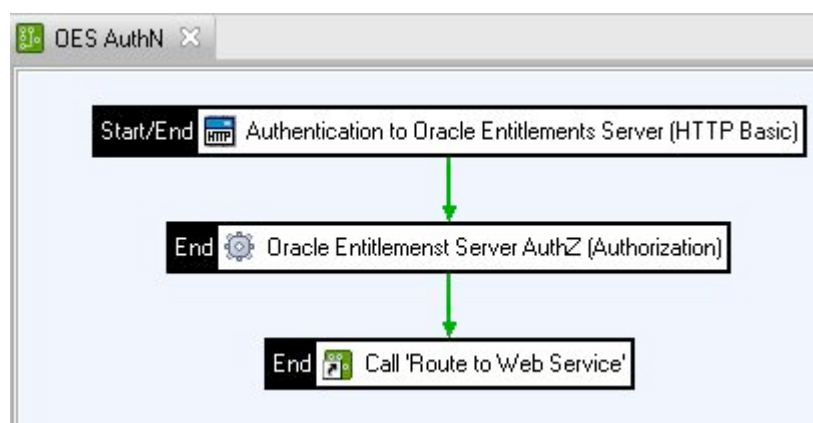 OES AuthN
Start/End HTTP Authentication to Oracle Entitlements Server (HTTP Basic)
End Oracle Entitlemenst Server AuthZ (Authorization)
End Call 'Route to Web Service'